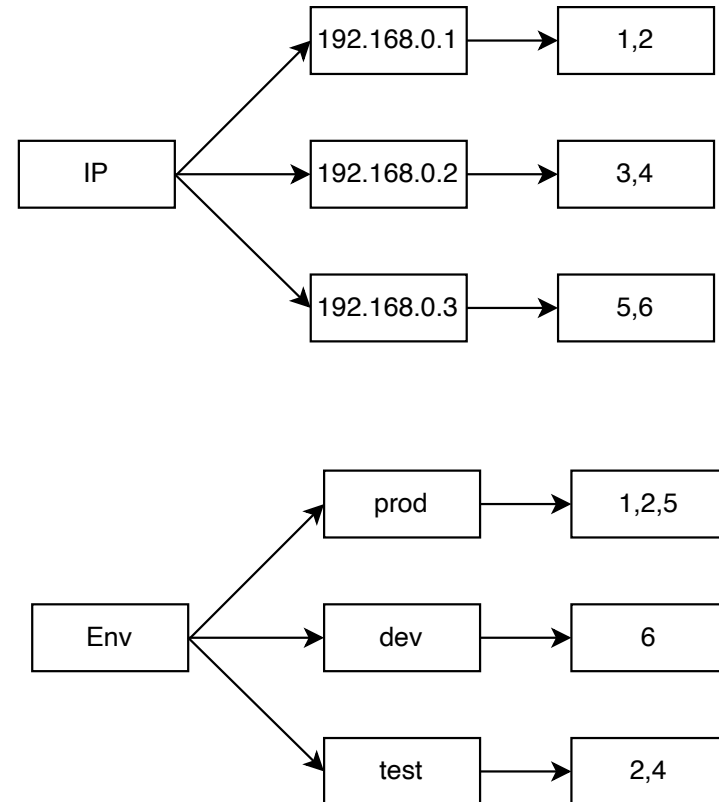 192.168.0.1
1,2
IP
192.168.0.2
3,4
192.168.0.3
5,6
prod
1,2,5
Env
dev
6
test
2,4